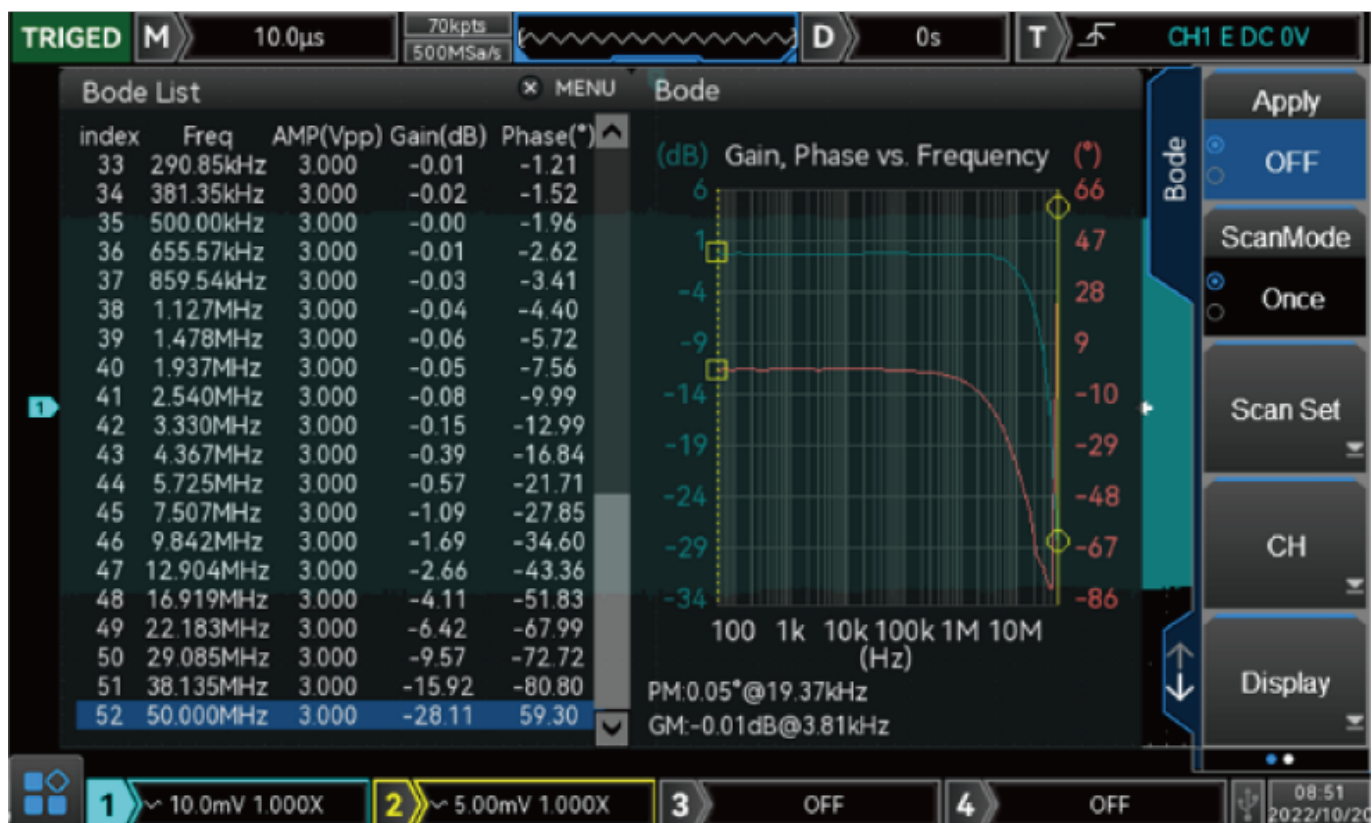 TRIGED M 10.0µs 70kpts 500MSa/s D 0s T CH1 E DC 0V
Bode List MENU
index Freq AMP(Vpp) Gain(dB) Phase(°)
33 290.85kHz 3.000 -0.01 -1.21
34 381.35kHz 3.000 -0.02 -1.52
35 500.00kHz 3.000 -0.00 -1.96
36 655.57kHz 3.000 -0.01 -2.62
37 859.54kHz 3.000 -0.03 -3.41
38 1.127MHz 3.000 -0.04 -4.40
39 1.478MHz 3.000 -0.06 -5.72
40 1.937MHz 3.000 -0.05 -7.56
41 2.540MHz 3.000 -0.08 -9.99
42 3.330MHz 3.000 -0.15 -12.99
43 4.367MHz 3.000 -0.39 -16.84
44 5.725MHz 3.000 -0.57 -21.71
45 7.507MHz 3.000 -1.09 -27.85
46 9.842MHz 3.000 -1.69 -34.60
47 12.904MHz 3.000 -2.66 -43.36
48 16.919MHz 3.000 -4.11 -51.83
49 22.183MHz 3.000 -6.42 -67.99
50 29.085MHz 3.000 -9.57 -72.72
51 38.135MHz 3.000 -15.92 -80.80
52 50.000MHz 3.000 -28.11 59.30
Bode
(dB) Gain, Phase vs. Frequency (°)
6 66
1 47
-4 28
-9 9
-14 -10
-19 -29
-24 -48
-29 -67
-34 -86
100 1k 10k 100k 1M 10M
(Hz)
PM:0.05°@19.37kHz
GM:-0.01dB@3.81kHz
Bode
Apply
OFF
ScanMode
Once
Scan Set
CH
Display
1
1 10.0mV 1.000X 2 5.00mV 1.000X 3 OFF 4 OFF 08:51
2022/10/20